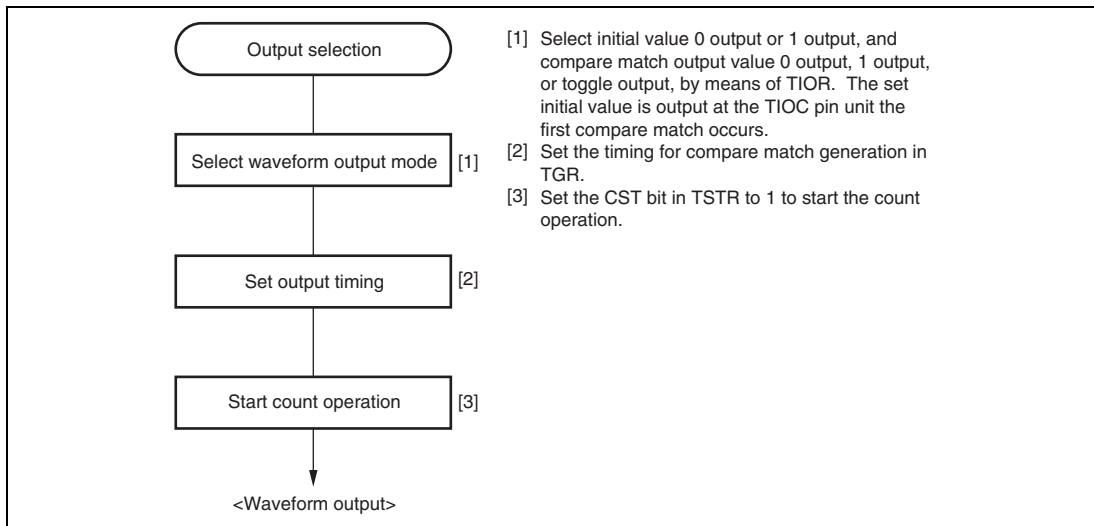 Output selection
Select waveform output mode [1]
Set output timing [2]
Start count operation [3]
<Waveform output>
[1] Select initial value 0 output or 1 output, and
compare match output value 0 output, 1 output,
or toggle output, by means of TIOR. The set
initial value is output at the TIOC pin unit the
first compare match occurs.
[2] Set the timing for compare match generation in
TGR.
[3] Set the CST bit in TSTR to 1 to start the count
operation.